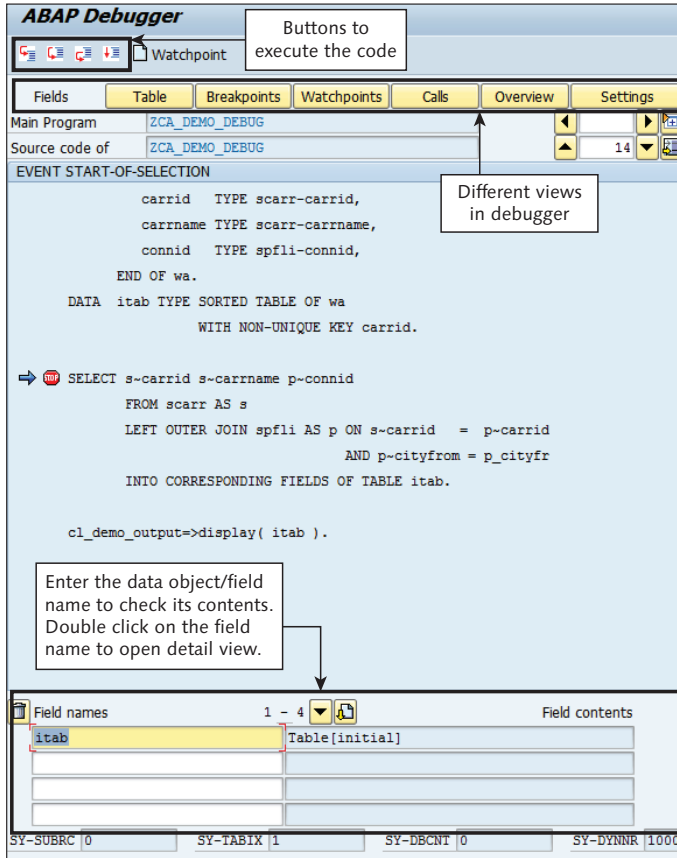 ABAP Debugger
Buttons to
execute the code
Watchpoint
Fields Table Breakpoints Watchpoints Calls Overview Settings
Main Program ZCA_DEMO_DEBUG
Source code of ZCA_DEMO_DEBUG 14
EVENT START-OF-SELECTION
Different views
in debugger
carrid TYPE scarr-carrid,
carrname TYPE scarr-carrname,
connid TYPE spfli-connid,
END OF wa.
DATA itab TYPE SORTED TABLE OF wa
WITH NON-UNIQUE KEY carrid.
STOP SELECT s~carrid s~carrname p~connid
FROM scarr AS s
LEFT OUTER JOIN spfli AS p ON s~carrid = p~carrid
AND p~cityfrom = p_cityfr
INTO CORRESPONDING FIELDS OF TABLE itab.
cl_demo_output=>display( itab ).
Enter the data object/field
name to check its contents.
Double click on the field
name to open detail view.
Field names 1 - 4 Field contents
itab Table[initial]
SY-SUBRC 0 SY-TABIX 1 SY-DBCNT 0 SY-DYNNR 1000